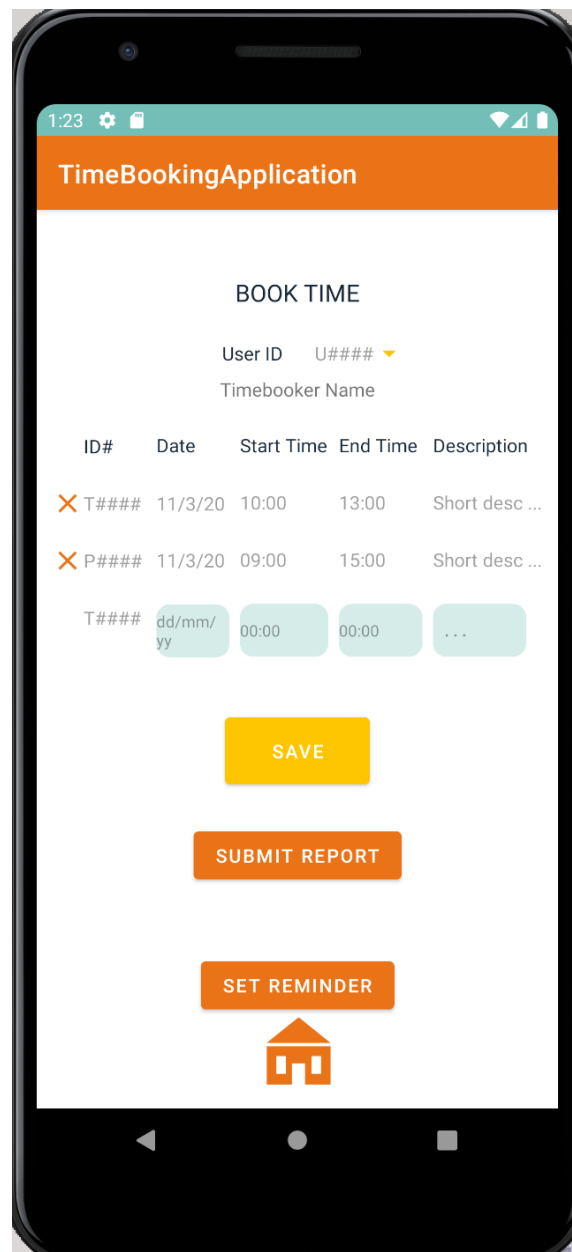 1:23
TimeBookingApplication
BOOK TIME
User ID U####
Timebooker Name
ID# Date Start Time End Time Description
T#### 11/3/20 10:00 13:00 Short desc ...
P#### 11/3/20 09:00 15:00 Short desc ...
T#### dd/mm/yy 00:00 00:00 ...
SAVE
SUBMIT REPORT
SET REMINDER